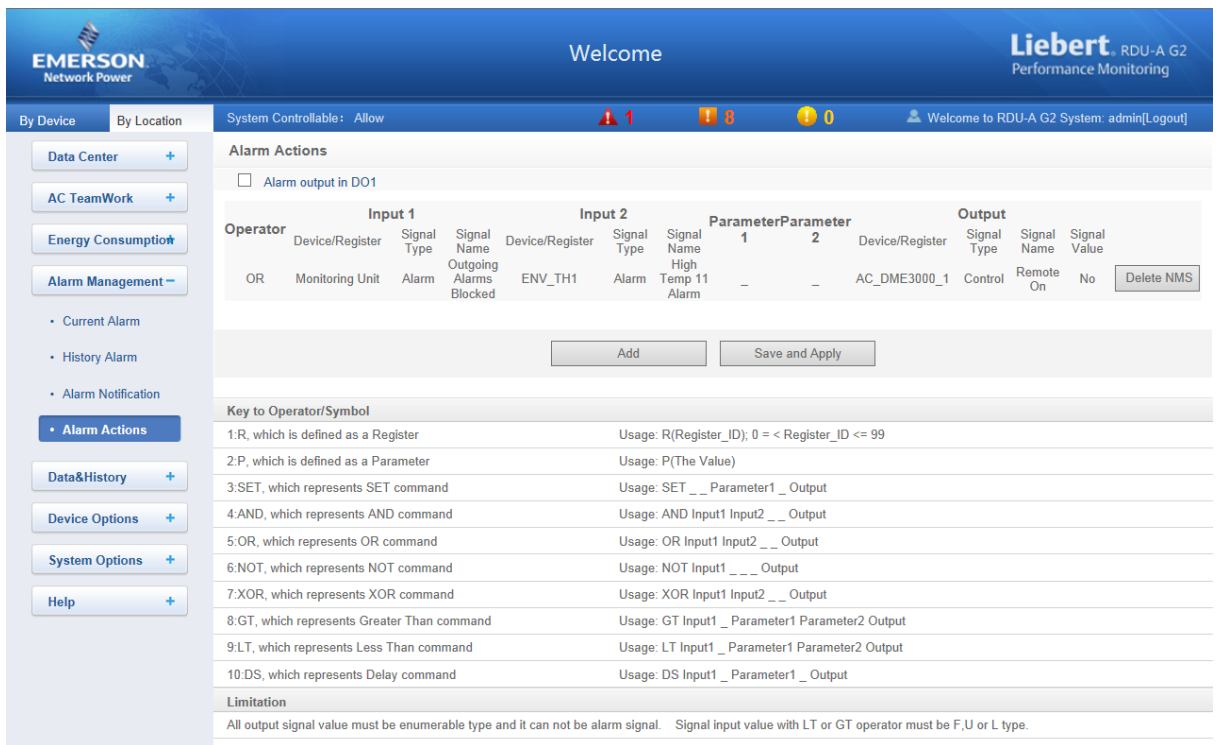 EMERSON
Network Power
Welcome
Liebert RDU-A G2
Performance Monitoring
By Device By Location System Controllable: Allow 1 8 0 Welcome to RDU-A G2 System: admin[Logout]
Data Center +
AC TeamWork +
Energy Consumption+
Alarm Management −
• Current Alarm
• History Alarm
• Alarm Notification
• Alarm Actions
Data&History +
Device Options +
System Options +
Help +
Alarm Actions
Alarm output in DO1
Operator Input 1 Input 2 Parameter 1 Parameter 2 Output
Device/Register Signal Type Signal Name Device/Register Signal Type Signal Name Device/Register Signal Type Signal Name Signal Value
OR Monitoring Unit Alarm Outgoing Alarms Blocked ENV_TH1 Alarm High Temp 11 Alarm _ _ AC_DME3000_1 Control Remote On No Delete NMS
Add Save and Apply
Key to Operator/Symbol
1:R, which is defined as a Register Usage: R(Register_ID); 0 = < Register_ID <= 99
2:P, which is defined as a Parameter Usage: P(The Value)
3:SET, which represents SET command Usage: SET _ _ Parameter1 _ Output
4:AND, which represents AND command Usage: AND Input1 Input2 _ _ Output
5:OR, which represents OR command Usage: OR Input1 Input2 _ _ Output
6:NOT, which represents NOT command Usage: NOT Input1 _ _ _ Output
7:XOR, which represents XOR command Usage: XOR Input1 Input2 _ _ Output
8:GT, which represents Greater Than command Usage: GT Input1 _ Parameter1 Parameter2 Output
9:LT, which represents Less Than command Usage: LT Input1 _ Parameter1 Parameter2 Output
10:DS, which represents Delay command Usage: DS Input1 _ Parameter1 _ Output
Limitation
All output signal value must be enumerable type and it can not be alarm signal. Signal input value with LT or GT operator must be F,U or L type.